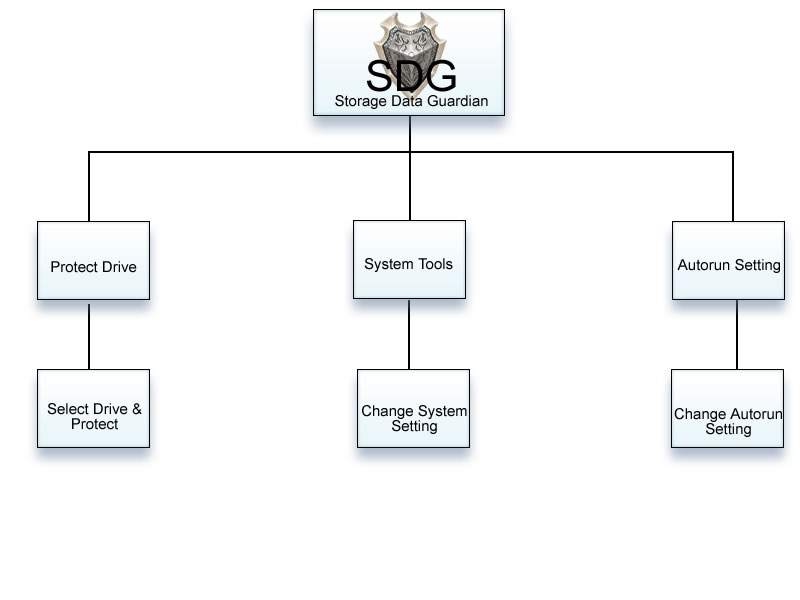 SDG
Storage Data Guardian
Protect Drive
System Tools
Autorun Setting
Select Drive &
Protect
Change System
Setting
Change Autorun
Setting